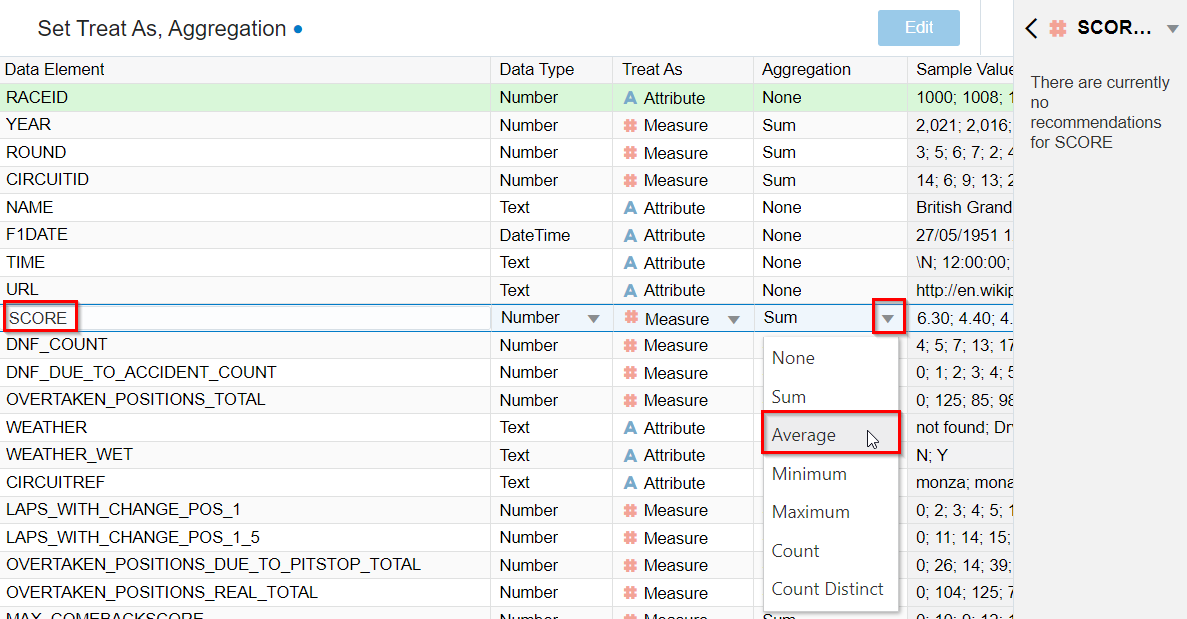 Set Treat As, Aggregation
Edit
SCOR...
There are currently
no
recommendations
for SCORE
Data Element Data Type Treat As Aggregation Sample Value
RACEID Number A Attribute None 1000; 1008; 1
YEAR Number # Measure Sum 2,021; 2,016;
ROUND Number # Measure Sum 3; 5; 6; 7; 2; 4
CIRCUITID Number # Measure Sum 14; 6; 9; 13; 2
NAME Text A Attribute None British Grand
F1DATE DateTime A Attribute None 27/05/1951 1
TIME Text A Attribute None \N; 12:00:00;
URL Text A Attribute None http://en.wikip
SCORE Number # Measure Sum 6.30; 4.40; 4.
DNF_COUNT Number # Measure 4; 5; 7; 13; 17
DNF_DUE_TO_ACCIDENT_COUNT Number # Measure 0; 1; 2; 3; 4; 5
OVERTAKEN_POSITIONS_TOTAL Number # Measure 0; 125; 85; 98
WEATHER Text A Attribute not found; Dr
WEATHER_WET Text A Attribute N; Y
CIRCUITREF Text A Attribute monza; mona
LAPS_WITH_CHANGE_POS_1 Number # Measure 0; 2; 3; 4; 5; 1
LAPS_WITH_CHANGE_POS_1_5 Number # Measure 0; 11; 14; 15;
OVERTAKEN_POSITIONS_DUE_TO_PITSTOP_TOTAL Number # Measure 0; 26; 14; 39;
OVERTAKEN_POSITIONS_REAL_TOTAL Number # Measure 0; 104; 125; 7
MAX_COMEBACKSCORE Number # Measure Sum 0; 10; 9; 12; 1
None
Sum
Average
Minimum
Maximum
Count
Count Distinct